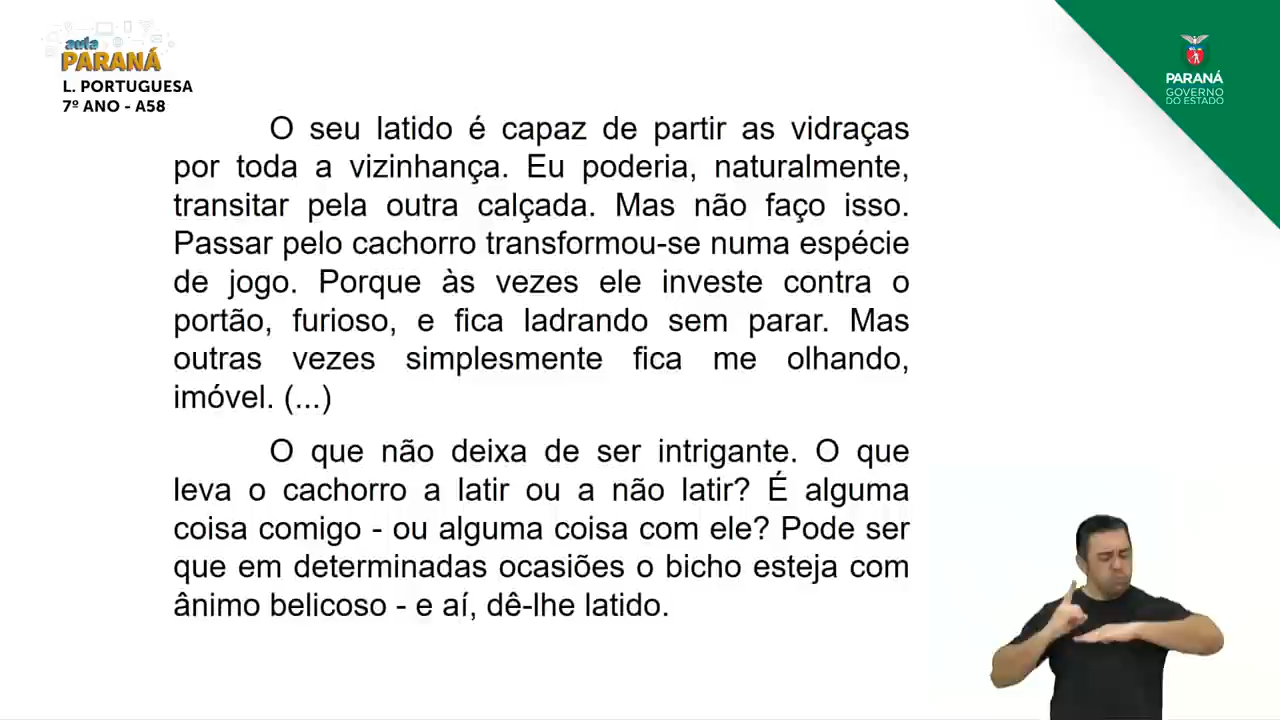 aula
PARANÁ
L. PORTUGUESA
7º ANO - A58
PARANÁ
GOVERNO
DO ESTADO
O seu latido é capaz de partir as vidraças
por toda a vizinhança. Eu poderia, naturalmente,
transitar pela outra calçada. Mas não faço isso.
Passar pelo cachorro transformou-se numa espécie
de jogo. Porque às vezes ele investe contra o
portão, furioso, e fica ladrando sem parar. Mas
outras vezes simplesmente fica me olhando,
imóvel. (...)
O que não deixa de ser intrigante. O que
leva o cachorro a latir ou a não latir? É alguma
coisa comigo - ou alguma coisa com ele? Pode ser
que em determinadas ocasiões o bicho esteja com
ânimo belicoso - e aí, dê-lhe latido.